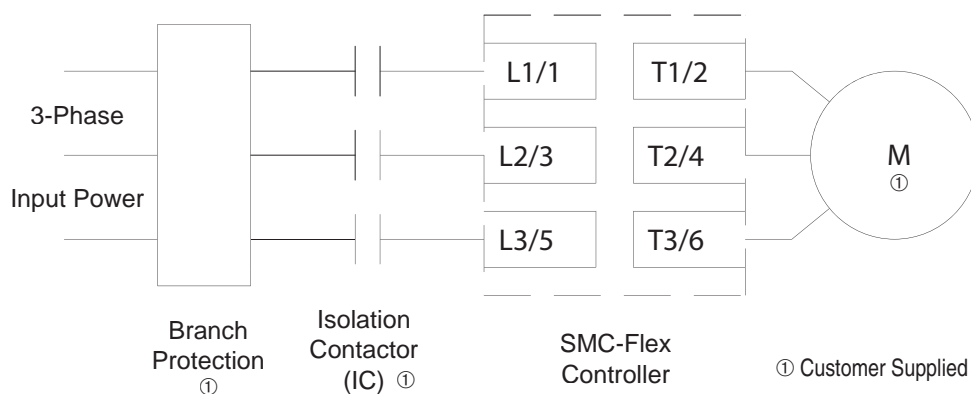 3-Phase
Input Power
L1/1
T1/2
L2/3
T2/4
L3/5
T3/6
M
①
Branch
Protection
①
Isolation
Contactor
(IC) ①
SMC-Flex
Controller
① Customer Supplied